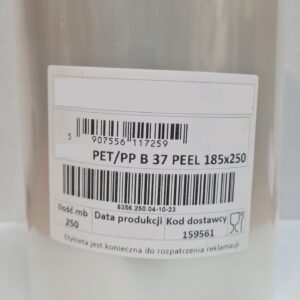 5 907556 117259
PET/PP B 37 PEEL 185x250
8356.250.04-10-23
Ilość mb Data produkcji Kod dostawcy
250 159561
Etykieta jest konieczna do rozpatrzenia reklamacji.